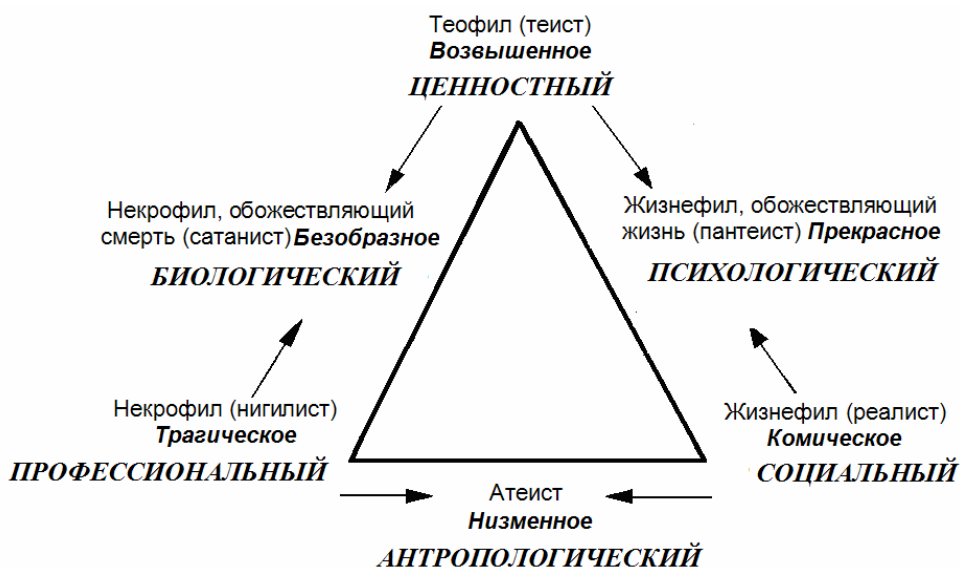 Теофил (теист)
Возвышенное
ЦЕННОСТНЫЙ
Некрофил, обожествляющий
смерть (сатанист) Безобразное
БИОЛОГИЧЕСКИЙ
Жизнефил, обожествляющий
жизнь (пантеист) Прекрасное
ПСИХОЛОГИЧЕСКИЙ
Некрофил (нигилист)
Трагическое
ПРОФЕССИОНАЛЬНЫЙ
Жизнефил (реалист)
Комическое
СОЦИАЛЬНЫЙ
Атеист
Низменное
АНТРОПОЛОГИЧЕСКИЙ